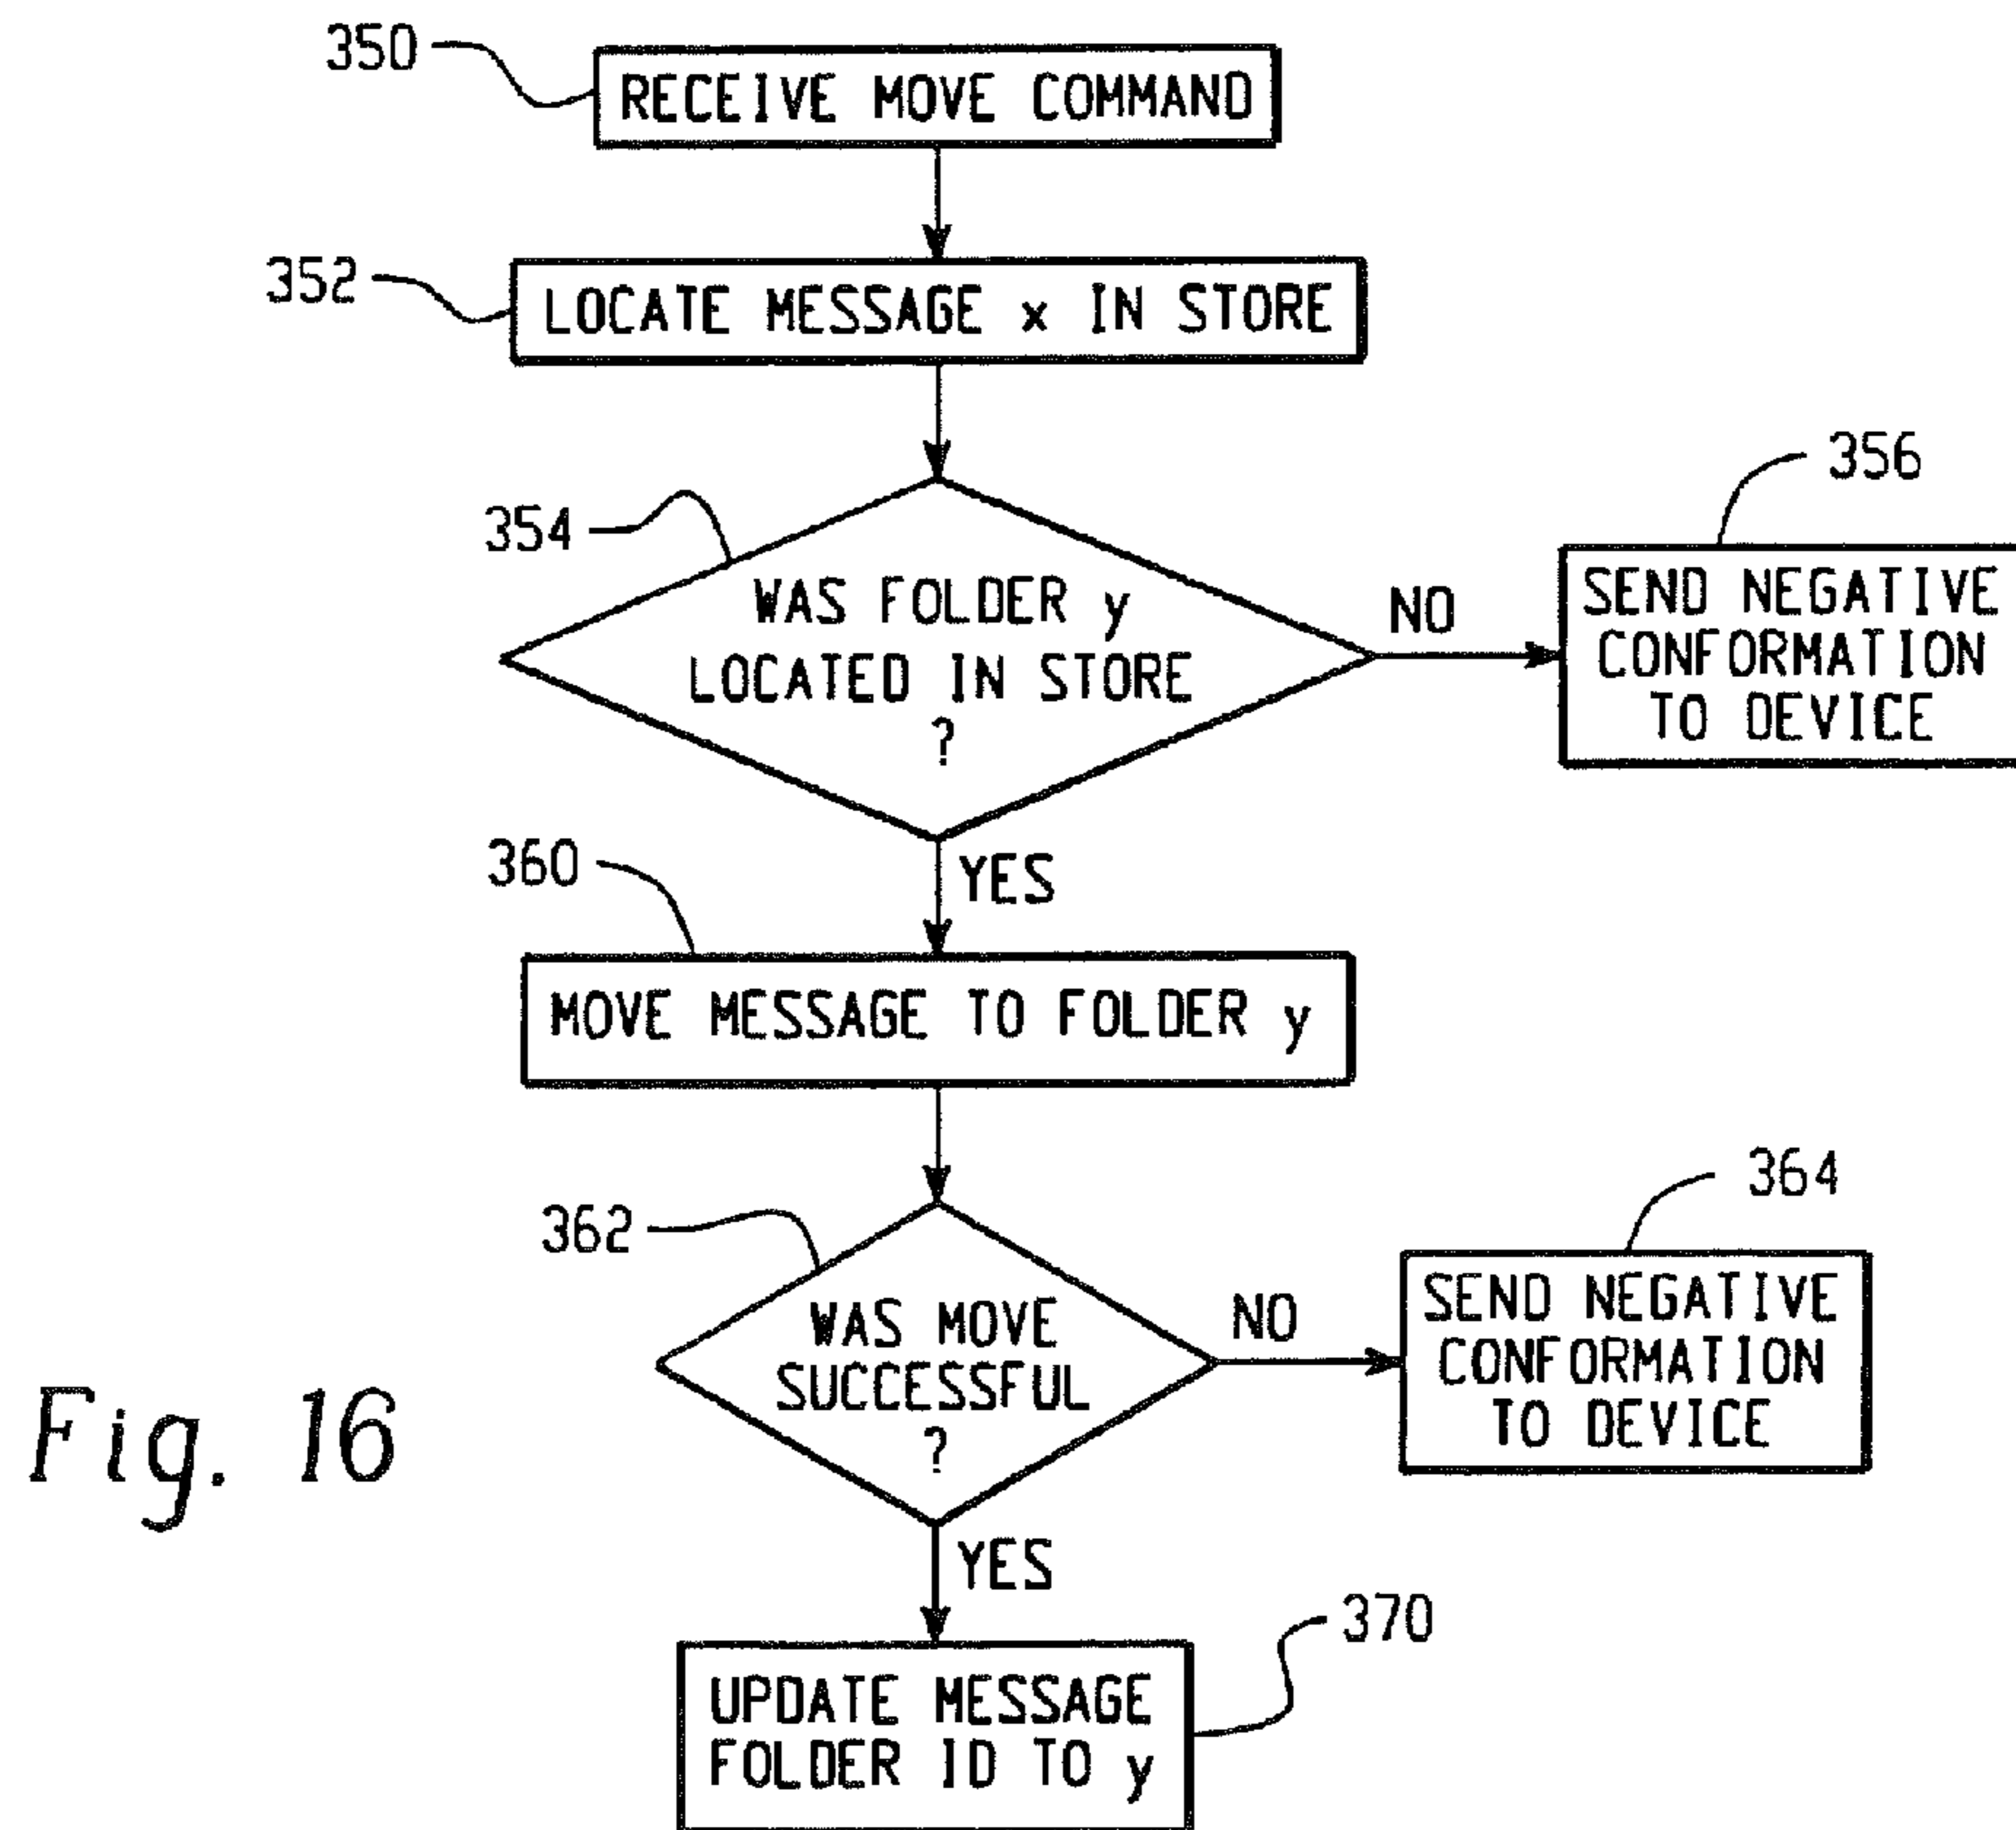 350
RECEIVE MOVE COMMAND
352
LOCATE MESSAGE x IN STORE
354
WAS FOLDER y
LOCATED IN STORE
?
NO
356
SEND NEGATIVE
CONFORMATION
TO DEVICE
YES
360
MOVE MESSAGE TO FOLDER y
362
WAS MOVE
SUCCESSFUL
?
NO
364
SEND NEGATIVE
CONFORMATION
TO DEVICE
YES
370
UPDATE MESSAGE
FOLDER ID TO y
Fig. 16